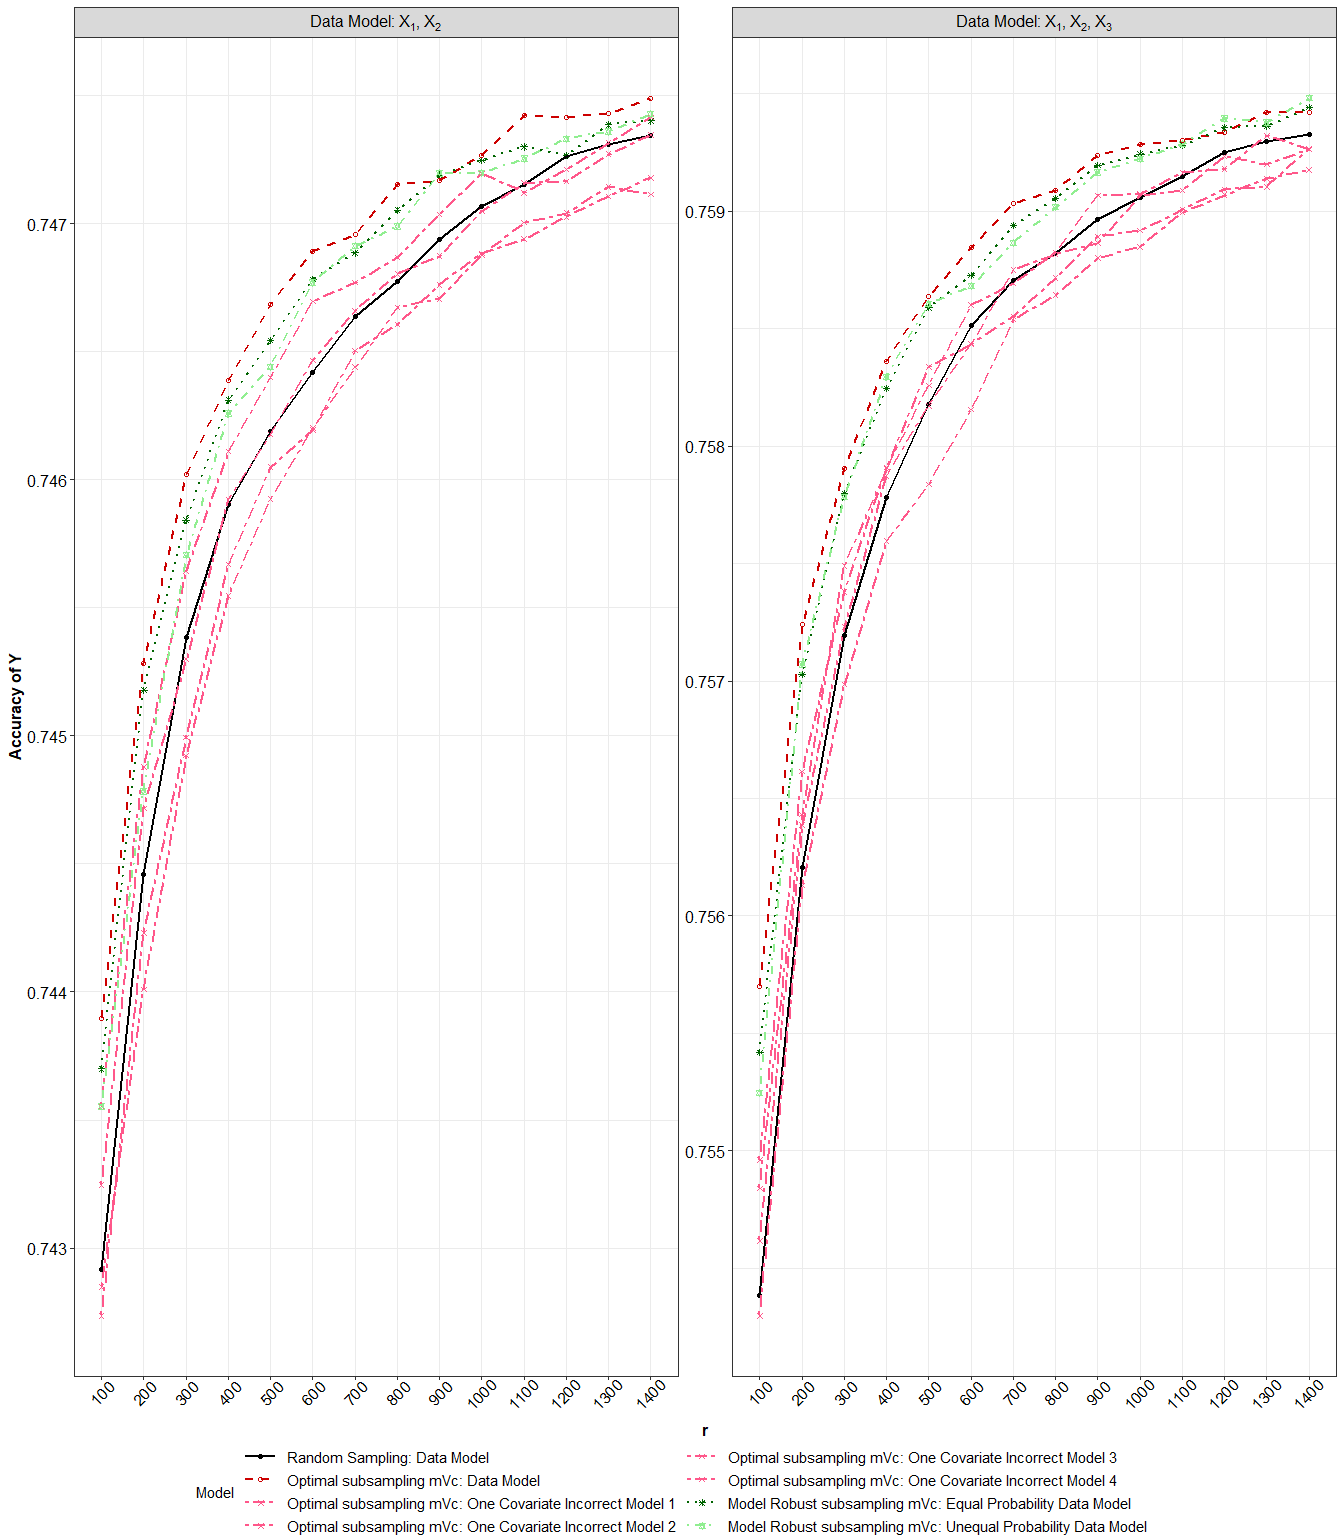 Data Model: X1, X2
Data Model: X1, X2, X3
Accuracy of Y
0.747
0.746
0.745
0.744
0.743
0.759
0.758
0.757
0.756
0.755
100 200 300 400 500 600 700 800 900 1000 1100 1200 1300 1400
100 200 300 400 500 600 700 800 900 1000 1100 1200 1300 1400
r
Model
Random Sampling: Data Model
Optimal subsampling mVc: Data Model
Optimal subsampling mVc: One Covariate Incorrect Model 1
Optimal subsampling mVc: One Covariate Incorrect Model 2
Optimal subsampling mVc: One Covariate Incorrect Model 3
Optimal subsampling mVc: One Covariate Incorrect Model 4
Model Robust subsampling mVc: Equal Probability Data Model
Model Robust subsampling mVc: Unequal Probability Data Model